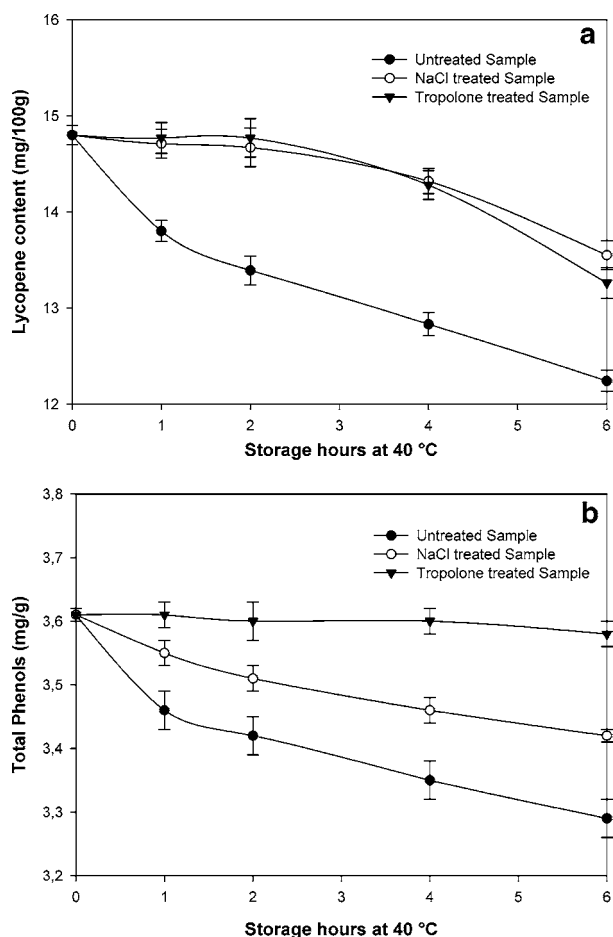 a
Untreated Sample
NaCl treated Sample
Tropolone treated Sample
Lycopene content (mg/100g)
16
15
14
13
12
0 1 2 3 4 5 6
Storage hours at 40 °C
b
Untreated Sample
NaCl treated Sample
Tropolone treated Sample
Total Phenols (mg/g)
3,8
3,7
3,6
3,5
3,4
3,3
3,2
0 1 2 3 4 5 6
Storage hours at 40 °C